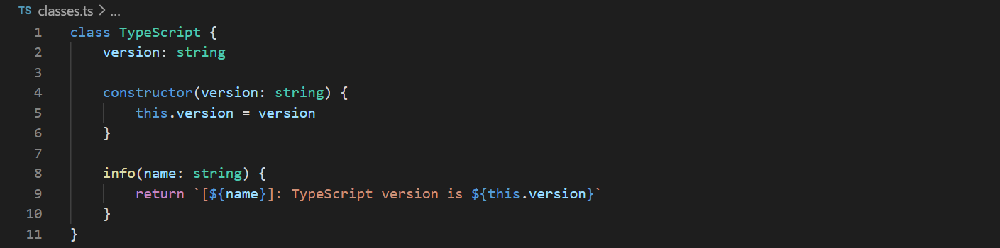 TS classes.ts > ...
1 class TypeScript {
2     version: string
3
4     constructor(version: string) {
5         this.version = version
6     }
7
8     info(name: string) {
9         return `[${name}]: TypeScript version is ${this.version}`
10     }
11 }